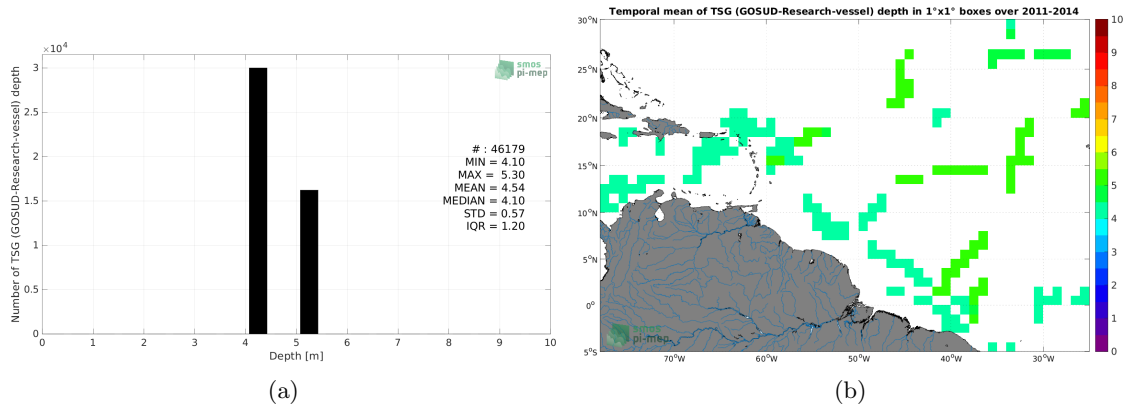 ×10⁴
3
2.5
2
1.5
1
0.5
0
0 1 2 3 4 5 6 7 8 9 10
Depth [m]
Number of TSG (GOSUD-Research-vessel) depth
smos
pi-mep
# : 46179
MIN = 4.10
MAX = 5.30
MEAN = 4.54
MEDIAN = 4.10
STD = 0.57
IQR = 1.20
(a)
Temporal mean of TSG (GOSUD-Research-vessel) depth in 1°x1° boxes over 2011-2014
30°N
25°N
20°N
15°N
10°N
5°N
0°
5°S
70°W 60°W 50°W 40°W 30°W
smos
pi-mep
10
9
8
7
6
5
4
3
2
1
0
(b)